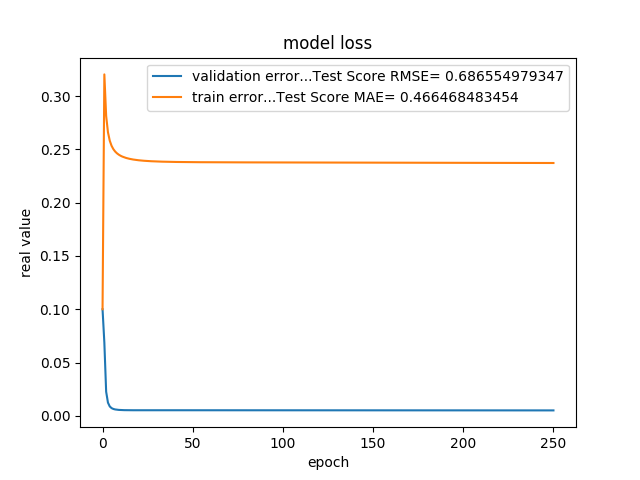 model loss
validation error...Test Score RMSE= 0.686554979347
train error...Test Score MAE= 0.466468483454
0.30
0.25
0.20
0.15
0.10
0.05
0.00
real value
0 50 100 150 200 250
epoch